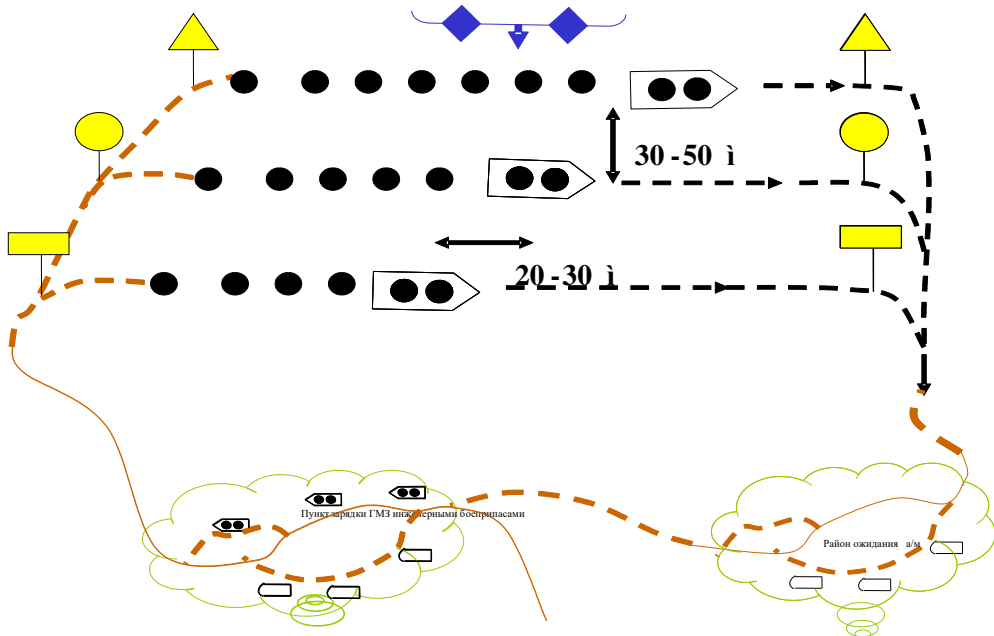 30-50 ì
20-30 ì
Пункт зарядки ГМЗ инженерными боеприпасами
Район ожидания а/м